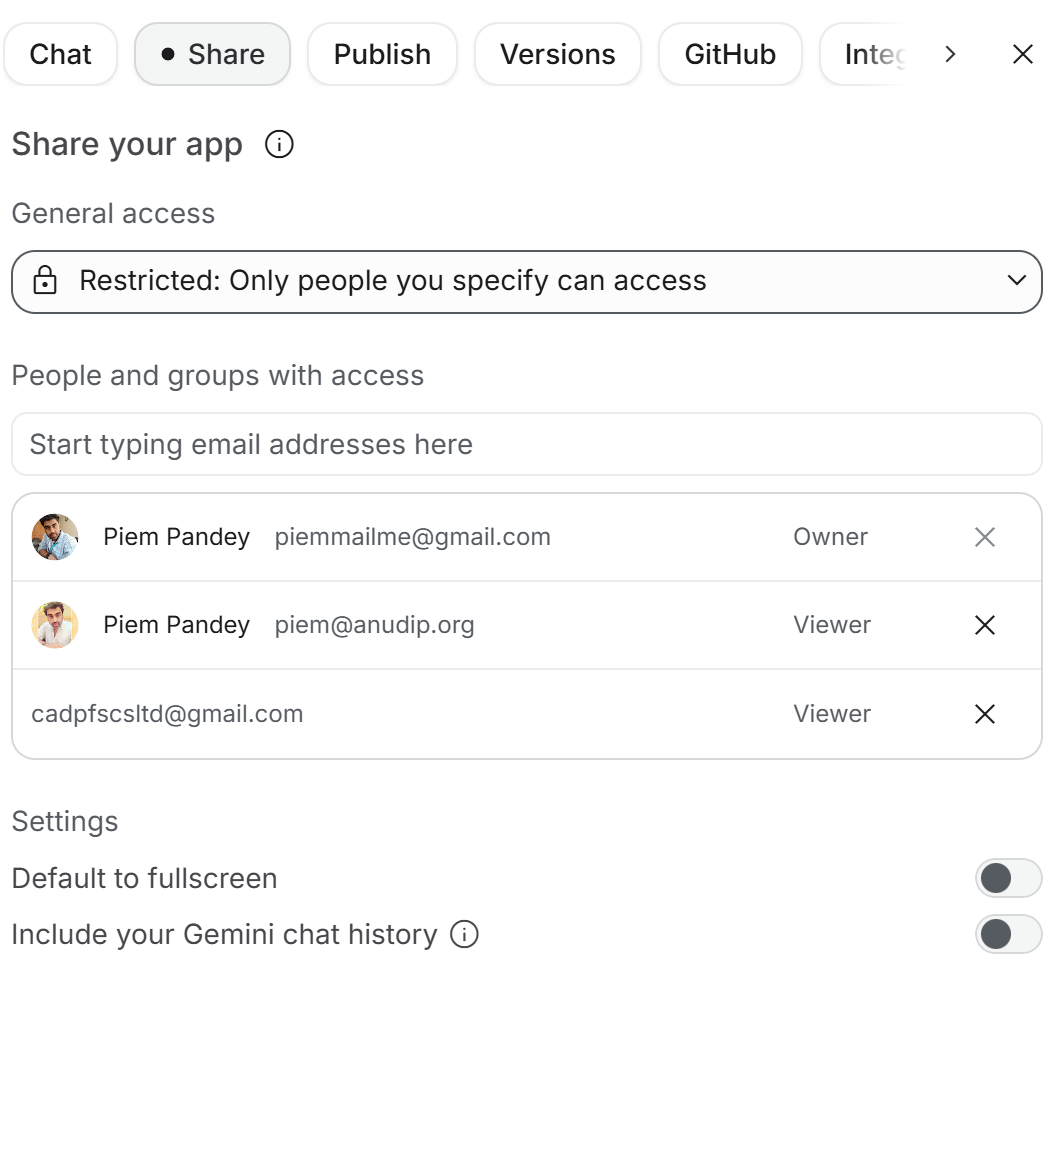 Chat
Share
Publish
Versions
GitHub
Integ
Share your app
General access
Restricted: Only people you specify can access
People and groups with access
Start typing email addresses here
Piem Pandey piemmailme@gmail.com Owner
Piem Pandey piem@anudip.org Viewer
cadpfscsltd@gmail.com Viewer
Settings
Default to fullscreen
Include your Gemini chat history